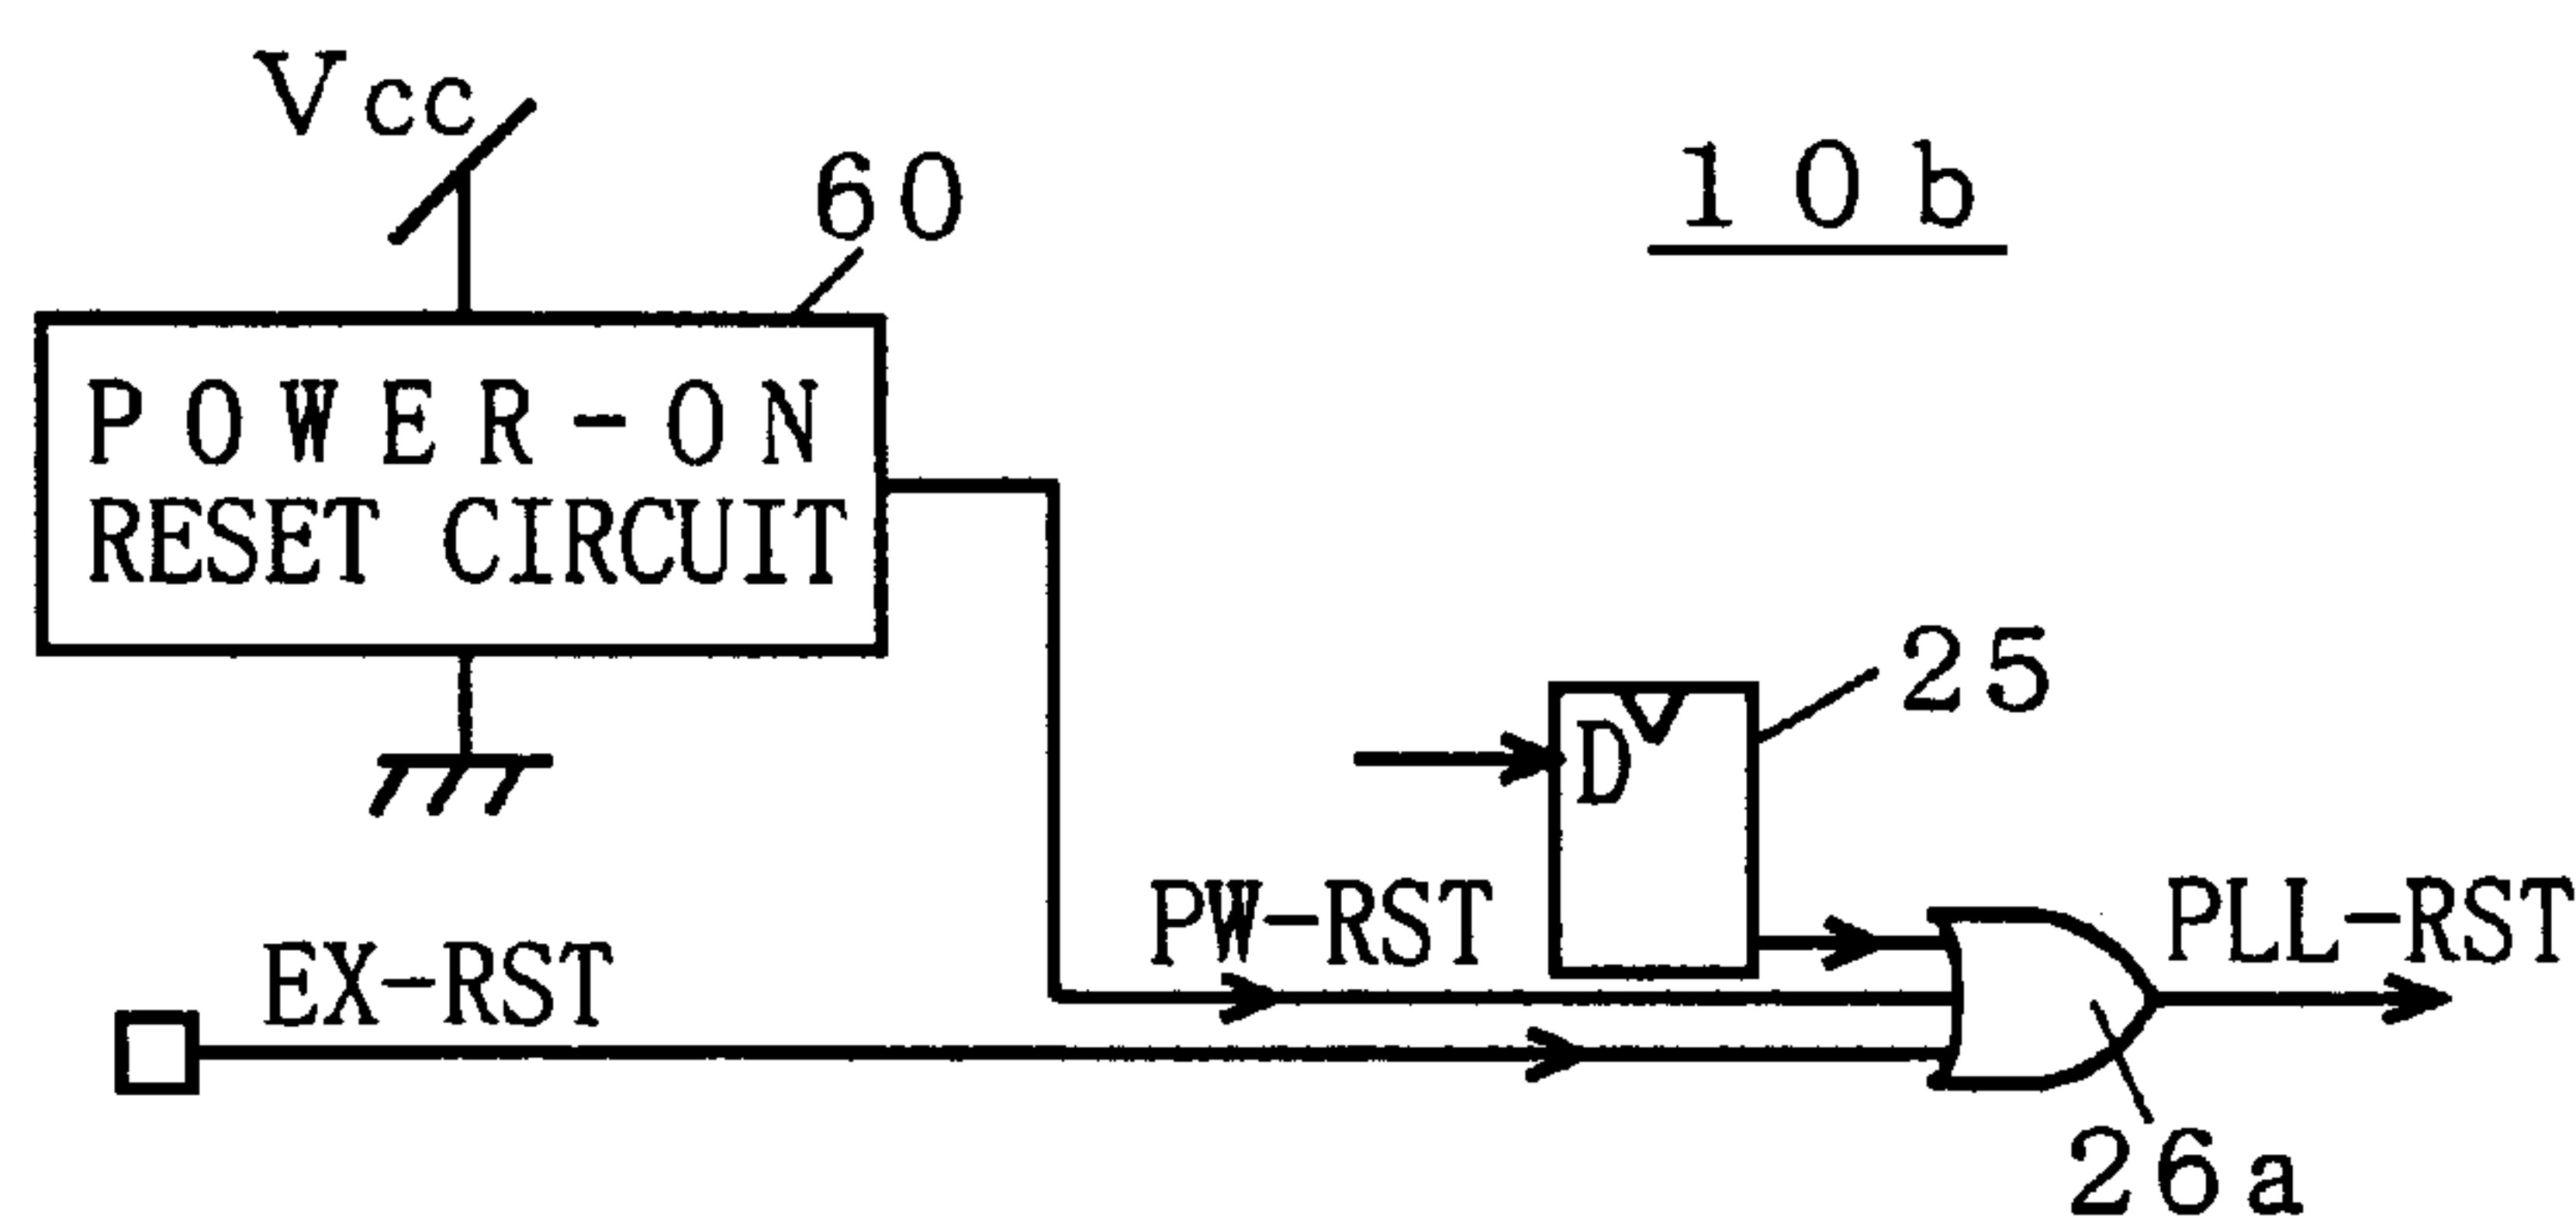 Vcc
60
10b
POWER-ON
RESET CIRCUIT
25
D
PW-RST
PLL-RST
EX-RST
26a